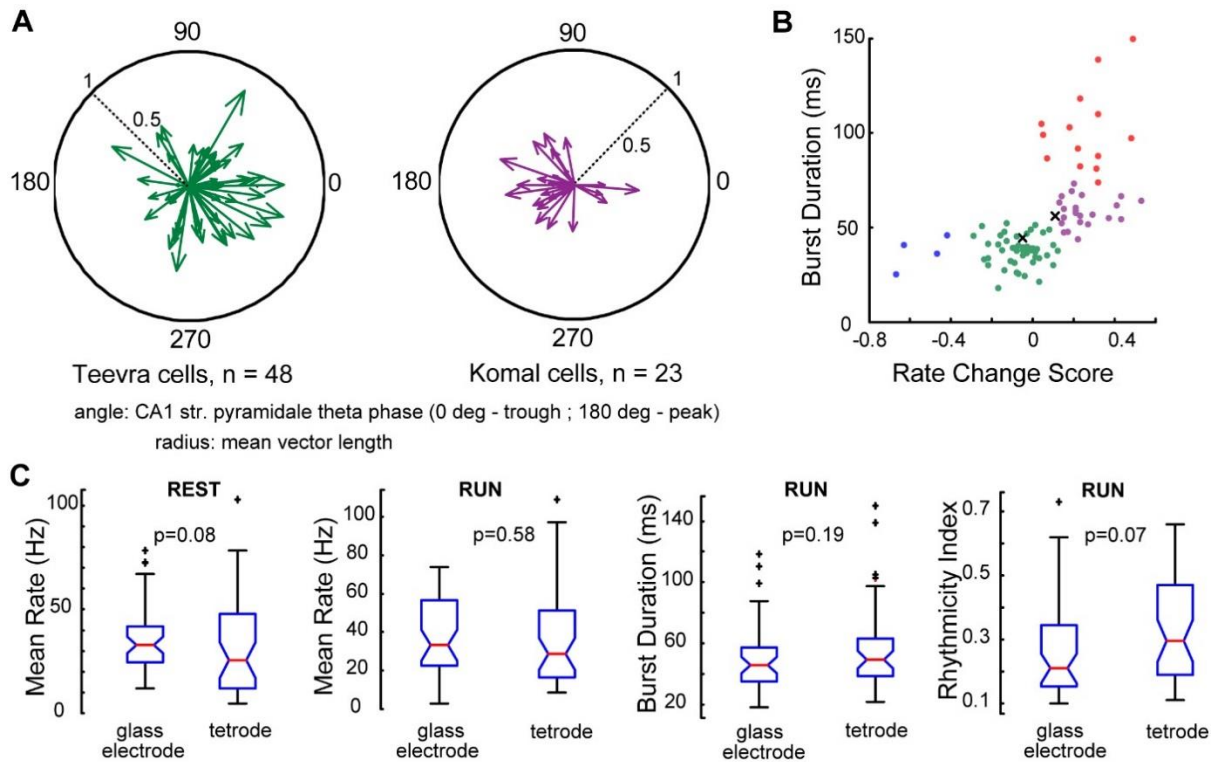 A
90
1
0.5
180
0
270
Teevra cells, n = 48
90
1
0.5
180
0
270
Komal cells, n = 23
angle: CA1 str. pyramidale theta phase (0 deg - trough ; 180 deg - peak)
radius: mean vector length
B
Burst Duration (ms)
150
100
50
0
-0.8
-0.4
0
0.4
Rate Change Score
C
REST
p=0.08
Mean Rate (Hz)
100
50
0
glass
electrode
tetrode
RUN
p=0.58
Mean Rate (Hz)
100
80
60
40
20
0
glass
electrode
tetrode
RUN
p=0.19
Burst Duration (ms)
140
100
60
20
glass
electrode
tetrode
RUN
p=0.07
Rhythmicity Index
0.7
0.5
0.3
0.1
glass
electrode
tetrode